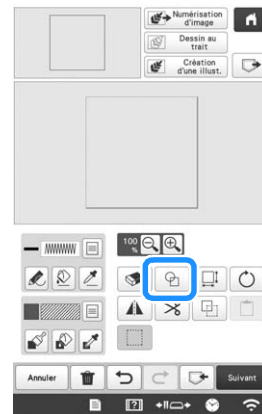 Numérisation
d'image
Dessin au
trait
Création
d'une illust.
100
%
Annuler
Suivant